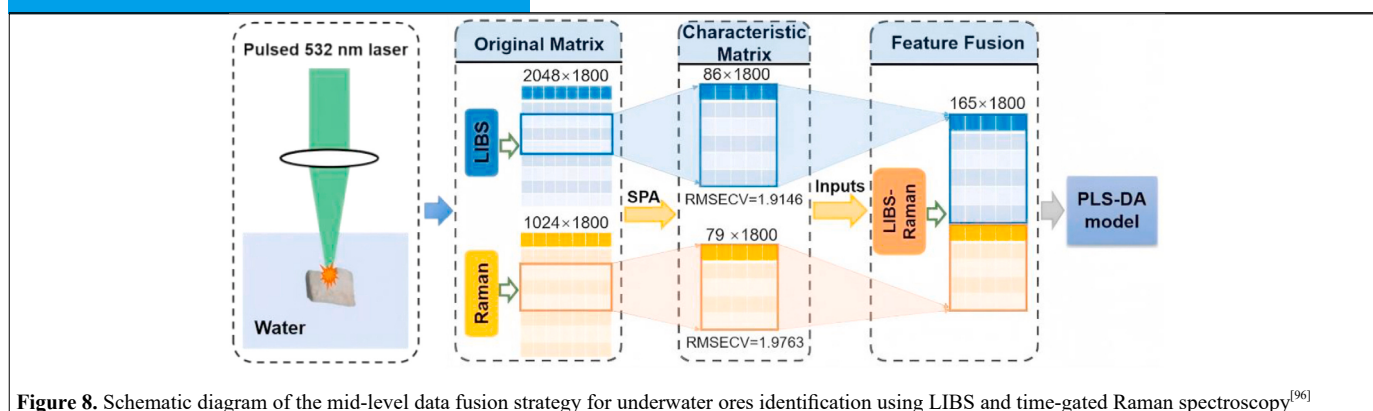 Pulsed 532 nm laser
Water
Original Matrix
2048×1800
LIBS
1024×1800
Raman
SPA
Characteristic
Matrix
86×1800
RMSECV=1.9146
79 ×1800
RMSECV=1.9763
Inputs
Feature Fusion
165×1800
LIBS-
Raman
PLS-DA
model
Figure 8. Schematic diagram of the mid-level data fusion strategy for underwater ores identification using LIBS and time-gated Raman spectroscopy[96]